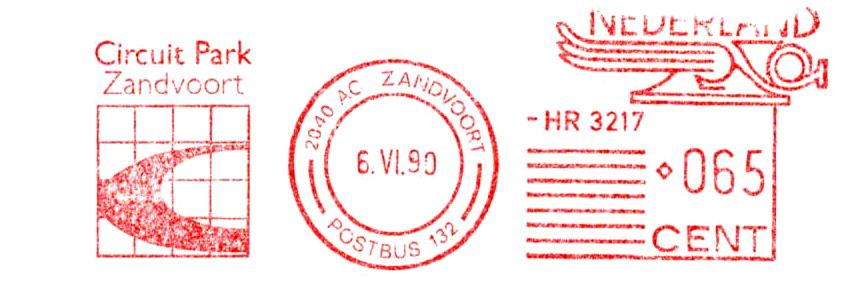 Circuit Park
Zandvoort
2040 AC ZANDVOORT
6.VI.90
POSTBUS 132
NEDERLAND
-HR 3217
065
CENT